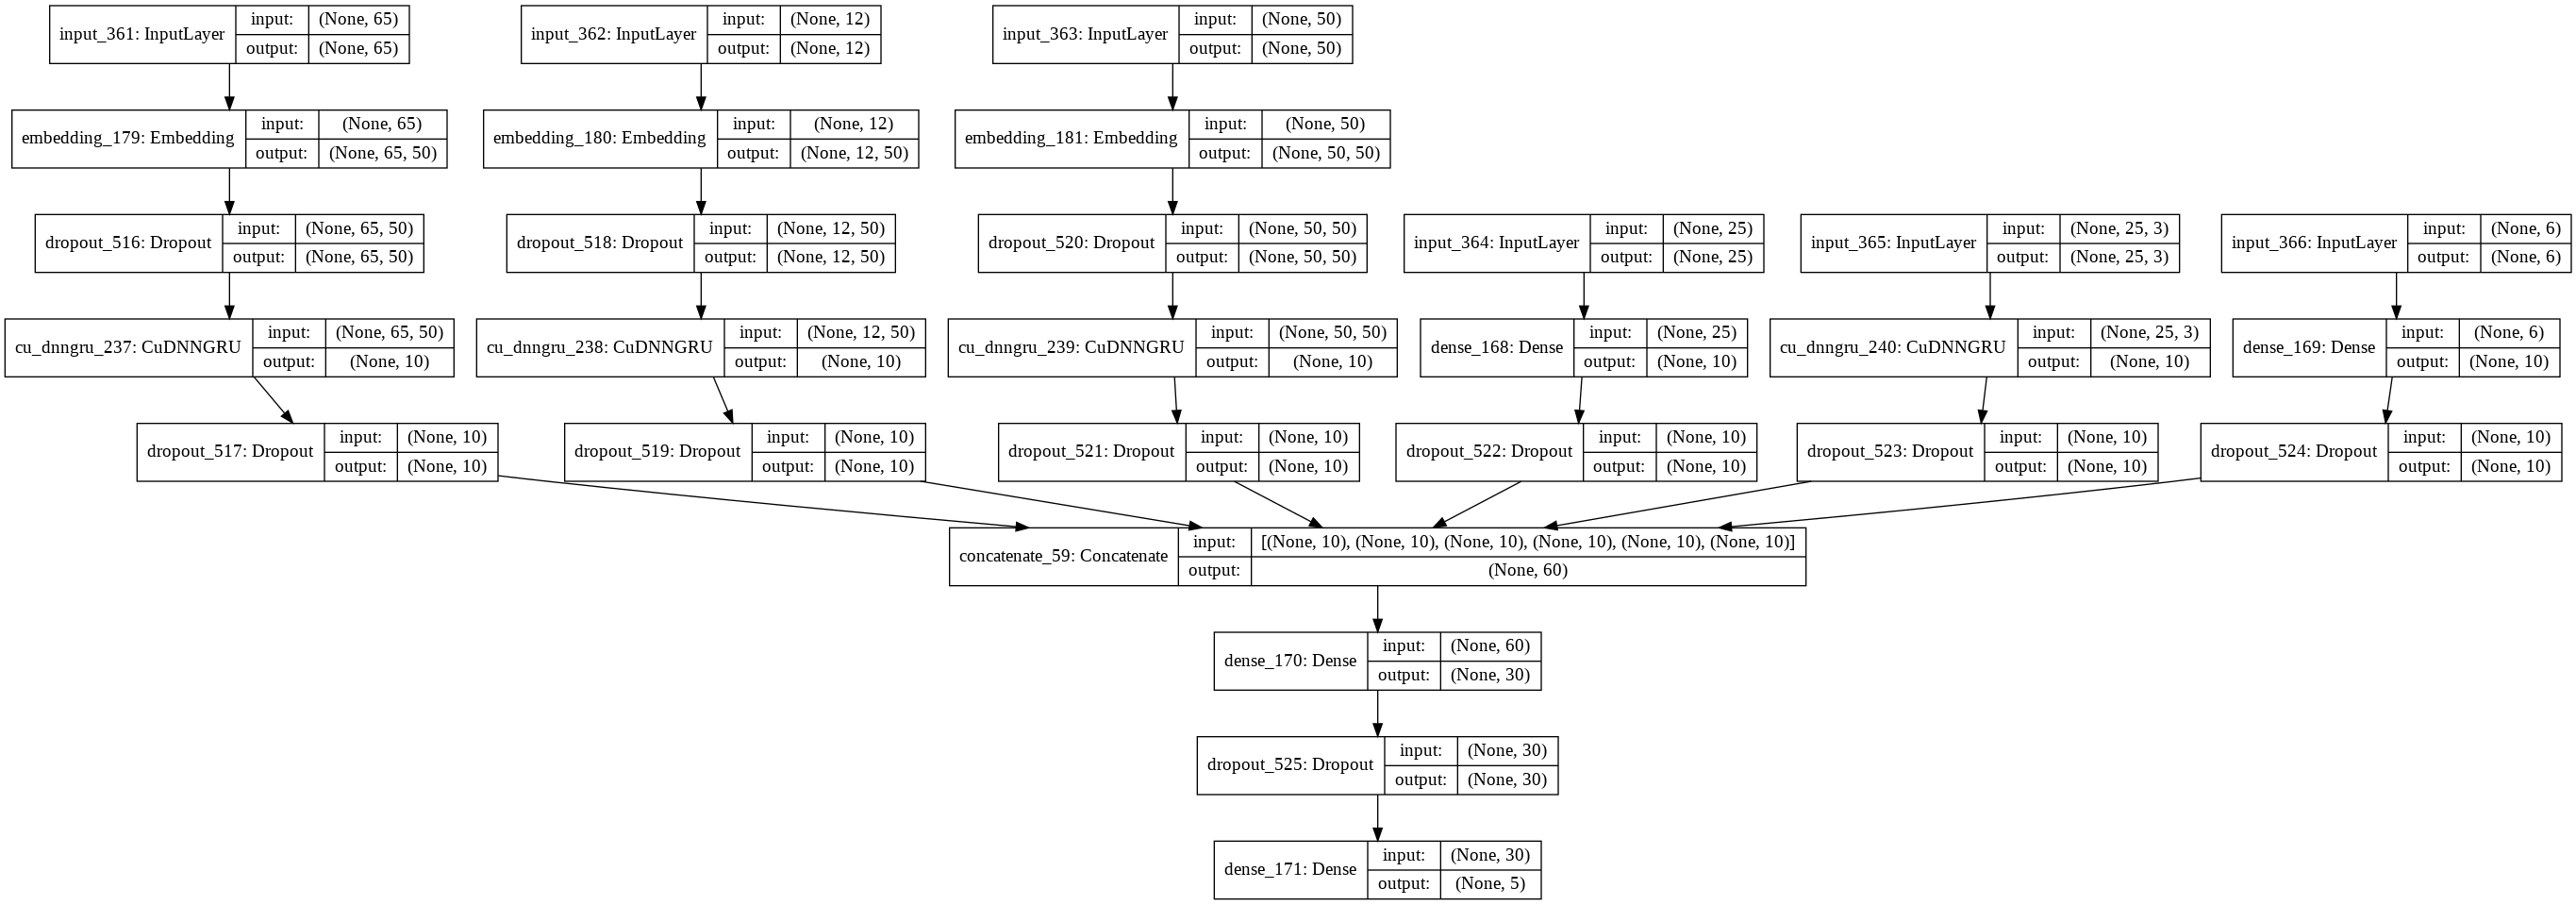 input_361: InputLayer input: (None, 65) output: (None, 65)
input_362: InputLayer input: (None, 12) output: (None, 12)
input_363: InputLayer input: (None, 50) output: (None, 50)
embedding_179: Embedding input: (None, 65) output: (None, 65, 50)
embedding_180: Embedding input: (None, 12) output: (None, 12, 50)
embedding_181: Embedding input: (None, 50) output: (None, 50, 50)
dropout_516: Dropout input: (None, 65, 50) output: (None, 65, 50)
dropout_518: Dropout input: (None, 12, 50) output: (None, 12, 50)
dropout_520: Dropout input: (None, 50, 50) output: (None, 50, 50)
input_364: InputLayer input: (None, 25) output: (None, 25)
input_365: InputLayer input: (None, 25, 3) output: (None, 25, 3)
input_366: InputLayer input: (None, 6) output: (None, 6)
cu_dnngru_237: CuDNNGRU input: (None, 65, 50) output: (None, 10)
cu_dnngru_238: CuDNNGRU input: (None, 12, 50) output: (None, 10)
cu_dnngru_239: CuDNNGRU input: (None, 50, 50) output: (None, 10)
dense_168: Dense input: (None, 25) output: (None, 10)
cu_dnngru_240: CuDNNGRU input: (None, 25, 3) output: (None, 10)
dense_169: Dense input: (None, 6) output: (None, 10)
dropout_517: Dropout input: (None, 10) output: (None, 10)
dropout_519: Dropout input: (None, 10) output: (None, 10)
dropout_521: Dropout input: (None, 10) output: (None, 10)
dropout_522: Dropout input: (None, 10) output: (None, 10)
dropout_523: Dropout input: (None, 10) output: (None, 10)
dropout_524: Dropout input: (None, 10) output: (None, 10)
concatenate_59: Concatenate input: [(None, 10), (None, 10), (None, 10), (None, 10), (None, 10), (None, 10)] output: (None, 60)
dense_170: Dense input: (None, 60) output: (None, 30)
dropout_525: Dropout input: (None, 30) output: (None, 30)
dense_171: Dense input: (None, 30) output: (None, 5)